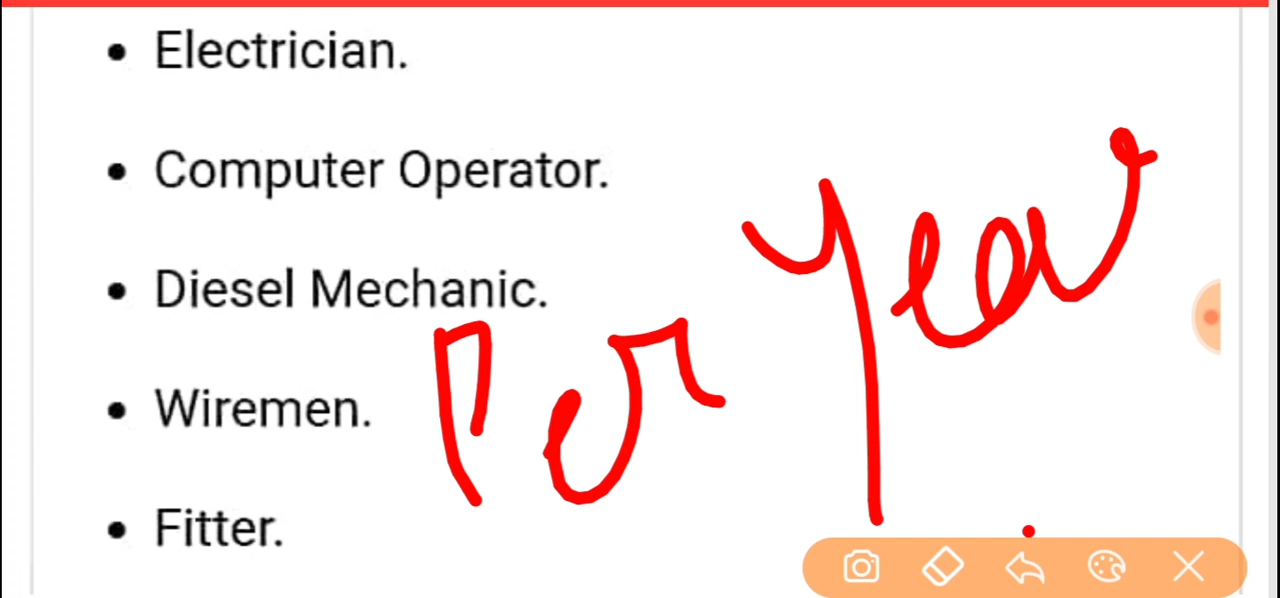 • Electrician.
• Computer Operator.
• Diesel Mechanic.
• Wiremen.
• Fitter.
Per Year